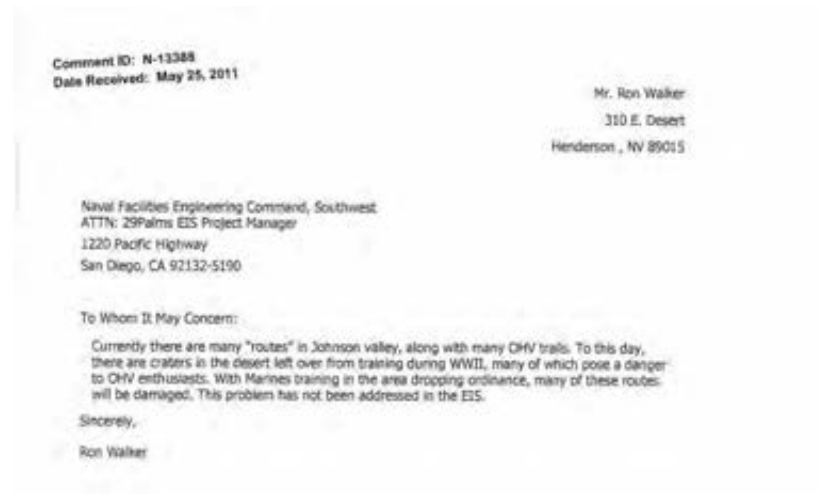 Comment ID: N-13388
Date Received: May 25, 2011
Mr. Ron Walker
310 E. Desert
Henderson , NV 89015
Naval Facilities Engineering Command, Southwest
ATTN: 29Palms EIS Project Manager
1220 Pacific Highway
San Diego, CA 92132-5190
To Whom It May Concern:
Currently there are many "routes" in Johnson valley, along with many OHV trails. To this day,
there are craters in the desert left over from training during WWII, many of which pose a danger
to OHV enthusiasts. With Marines training in the area dropping ordinance, many of these routes
will be damaged. This problem has not been addressed in the EIS.
Sincerely,
Ron Walker